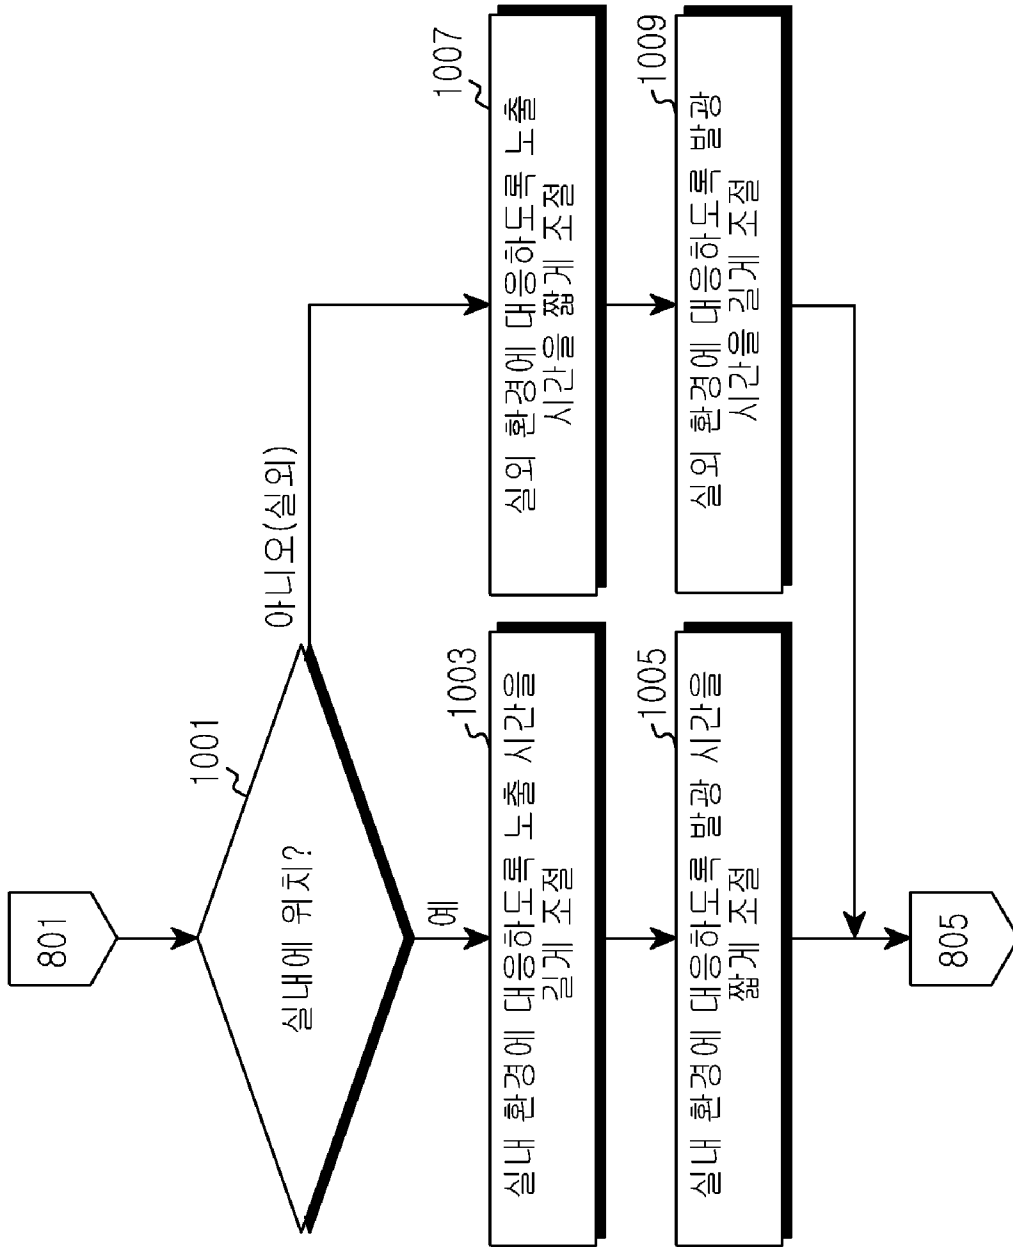 801
1001
실내에 위치?
아니오(실외)
예
1003
실내 환경에 대응하도록 노출 시간을
길게 조절
1007
실외 환경에 대응하도록 노출
시간을 짧게 조절
1005
실내 환경에 대응하도록 발광 시간을
짧게 조절
1009
실외 환경에 대응하도록 발광
시간을 길게 조절
805